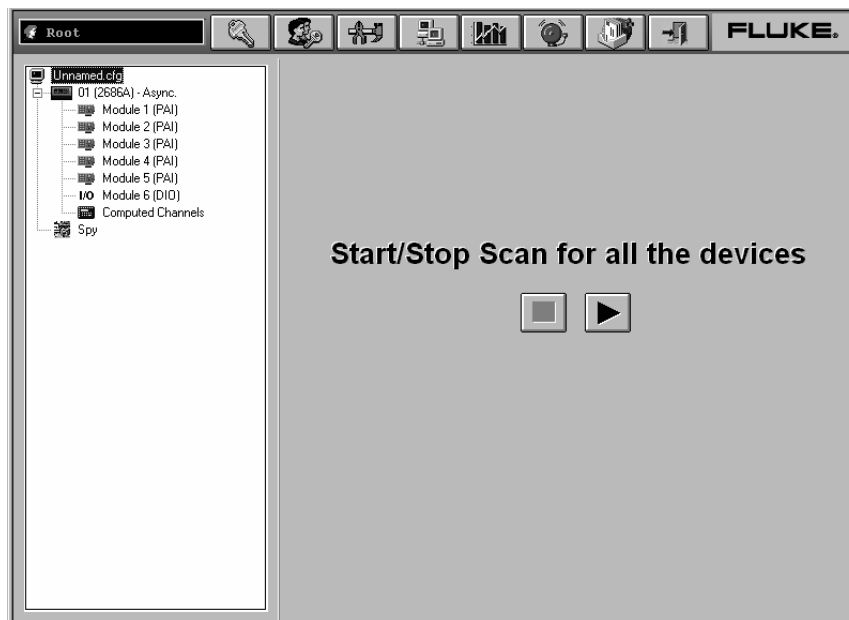 Root
FLUKE®
Unnamed.cfg
01 (2686A) - Async.
Module 1 (PAI)
Module 2 (PAI)
Module 3 (PAI)
Module 4 (PAI)
Module 5 (PAI)
I/O Module 6 (DIO)
Computed Channels
Spy
Start/Stop Scan for all the devices